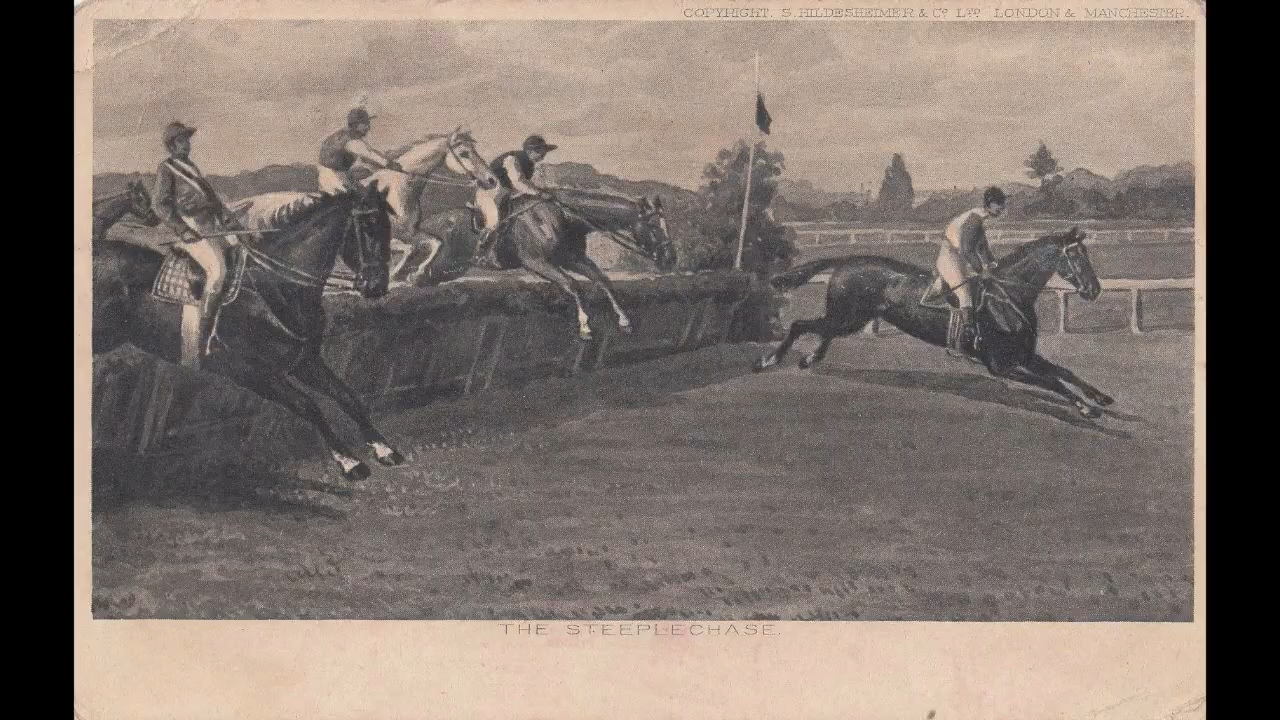 COPYRIGHT. S. HILDESHEIMER & Co. LTD. LONDON & MANCHESTER.
THE STEEPLECHASE.